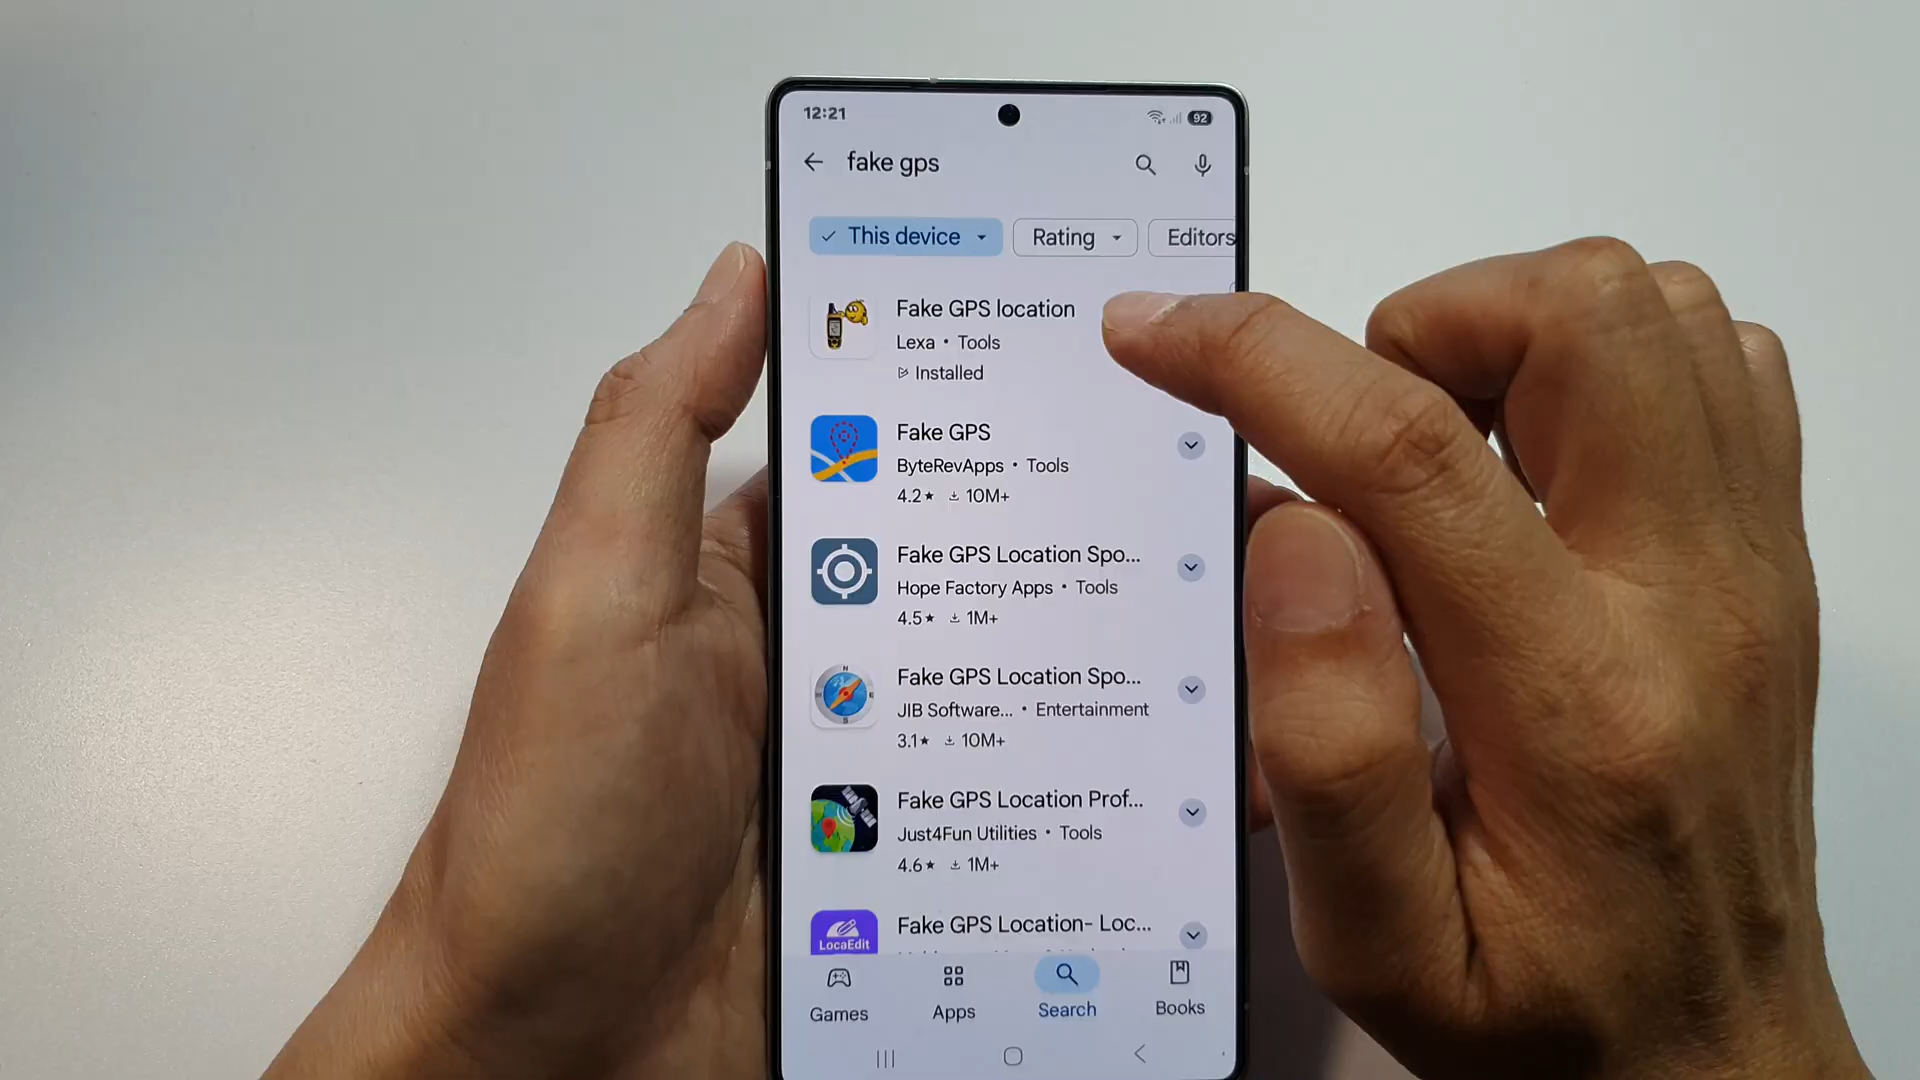 12:21
92
fake gps
This device
Rating
Editors
Fake GPS location
Lexa • Tools
Installed
Fake GPS
ByteRevApps • Tools
4.2★ 10M+
Fake GPS Location Spo...
Hope Factory Apps • Tools
4.5★ 1M+
N
Fake GPS Location Spo...
JIB Software... • Entertainment
3.1★ 10M+
Fake GPS Location Prof...
Just4Fun Utilities • Tools
4.6★ 1M+
Fake GPS Location- Loc...
LocaEdit
Games
Apps
Search
Books